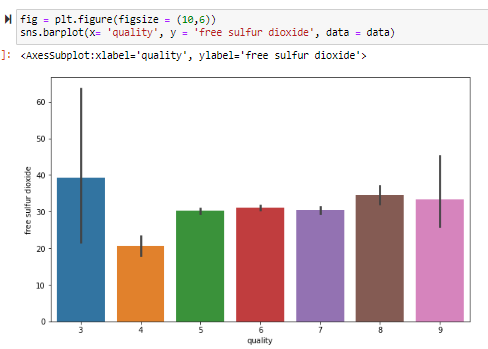 fig = plt.figure(figsize = (10,6))
sns.barplot(x= 'quality', y = 'free sulfur dioxide', data = data)
]: <AxesSubplot:xlabel='quality', ylabel='free sulfur dioxide'>
60
50
40
30
20
10
0
free sulfur dioxide
3 4 5 6 7 8 9
quality